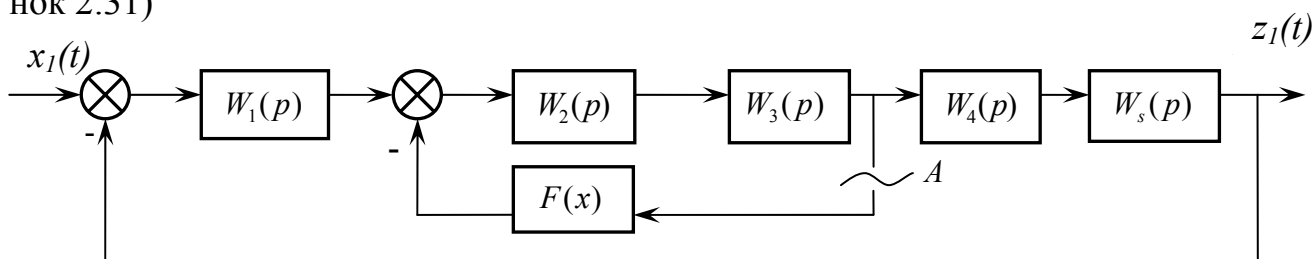 нок 2.31)
x₁(t)
z₁(t)
W₁(p)
W₂(p)
W₃(p)
W₄(p)
Wₛ(p)
-
-
A
F(x)